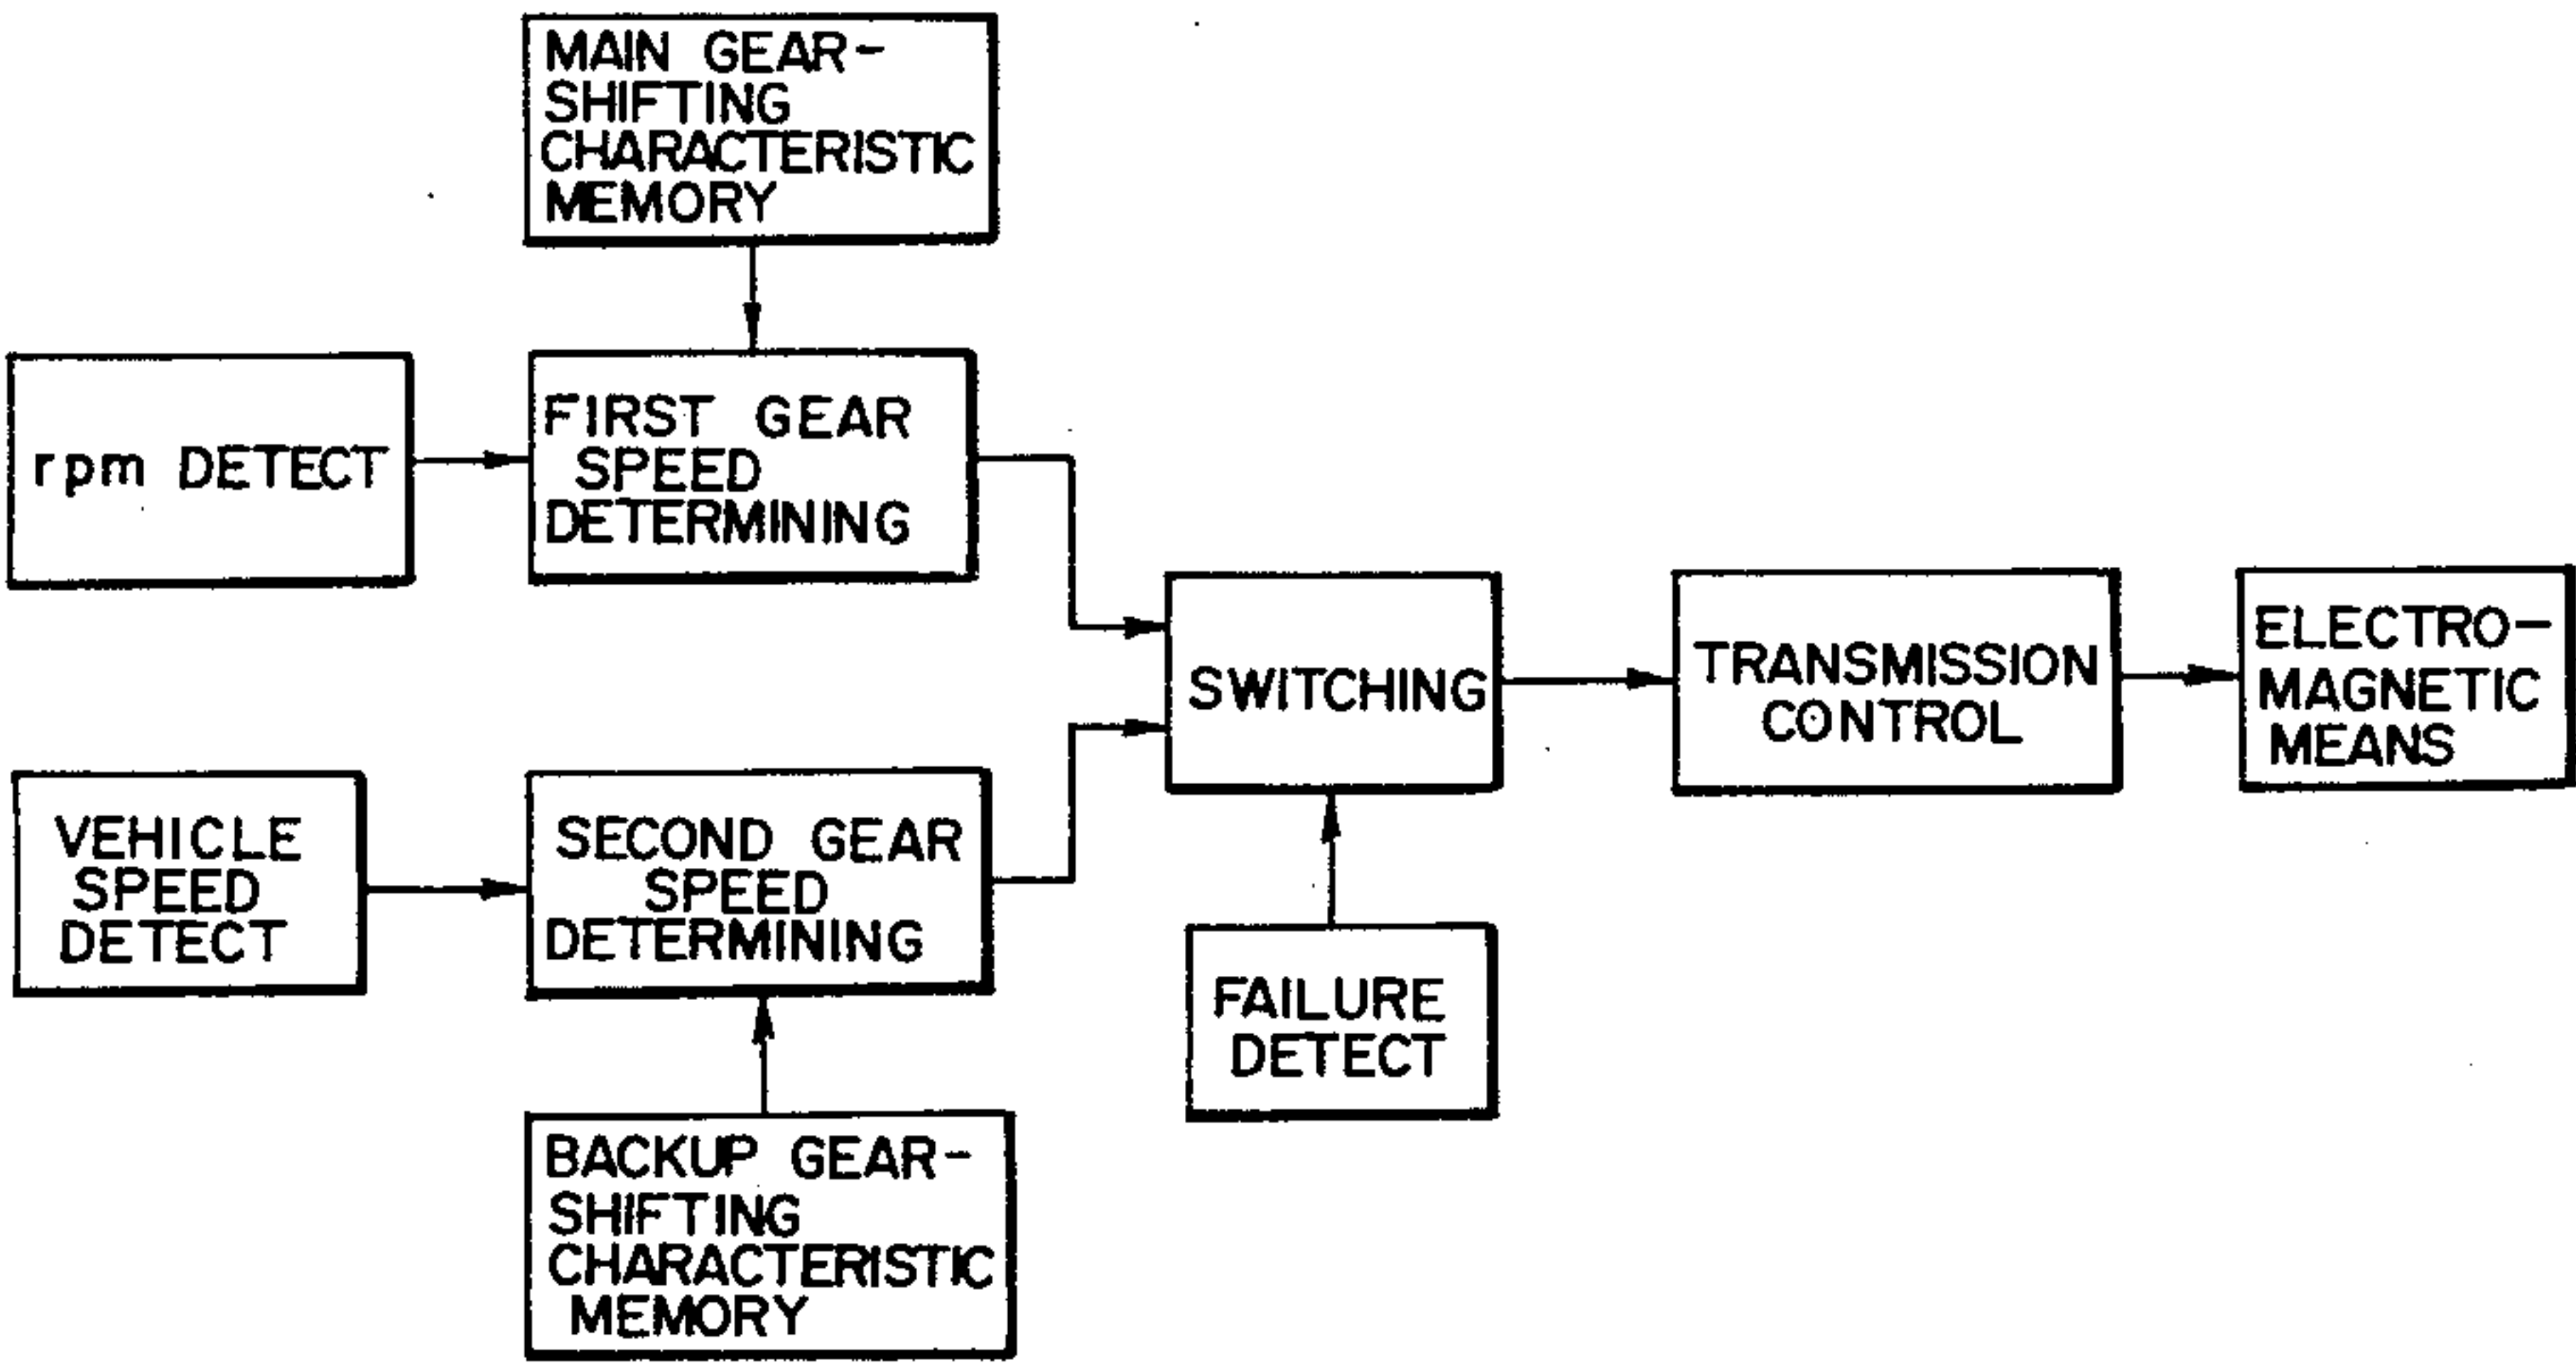 MAIN GEAR-
SHIFTING
CHARACTERISTIC
MEMORY
rpm DETECT
FIRST GEAR
SPEED
DETERMINING
SWITCHING
TRANSMISSION
CONTROL
ELECTRO-
MAGNETIC
MEANS
VEHICLE
SPEED
DETECT
SECOND GEAR
SPEED
DETERMINING
FAILURE
DETECT
BACKUP GEAR-
SHIFTING
CHARACTERISTIC
MEMORY